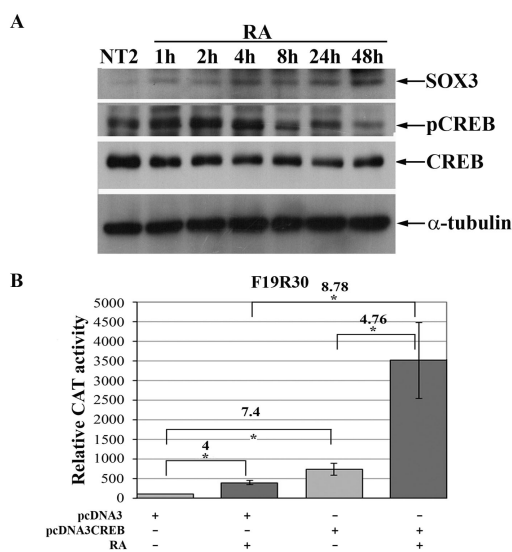 A
RA
NT2 1h 2h 4h 8h 24h 48h
SOX3
pCREB
CREB
α-tubulin
B
F19R30
8.78
*
4.76
*
7.4
*
4
*
Relative CAT activity
5000
4500
4000
3500
3000
2500
2000
1500
1000
500
0
pcDNA3 + + - -
pcDNA3CREB - - + +
RA - + - +